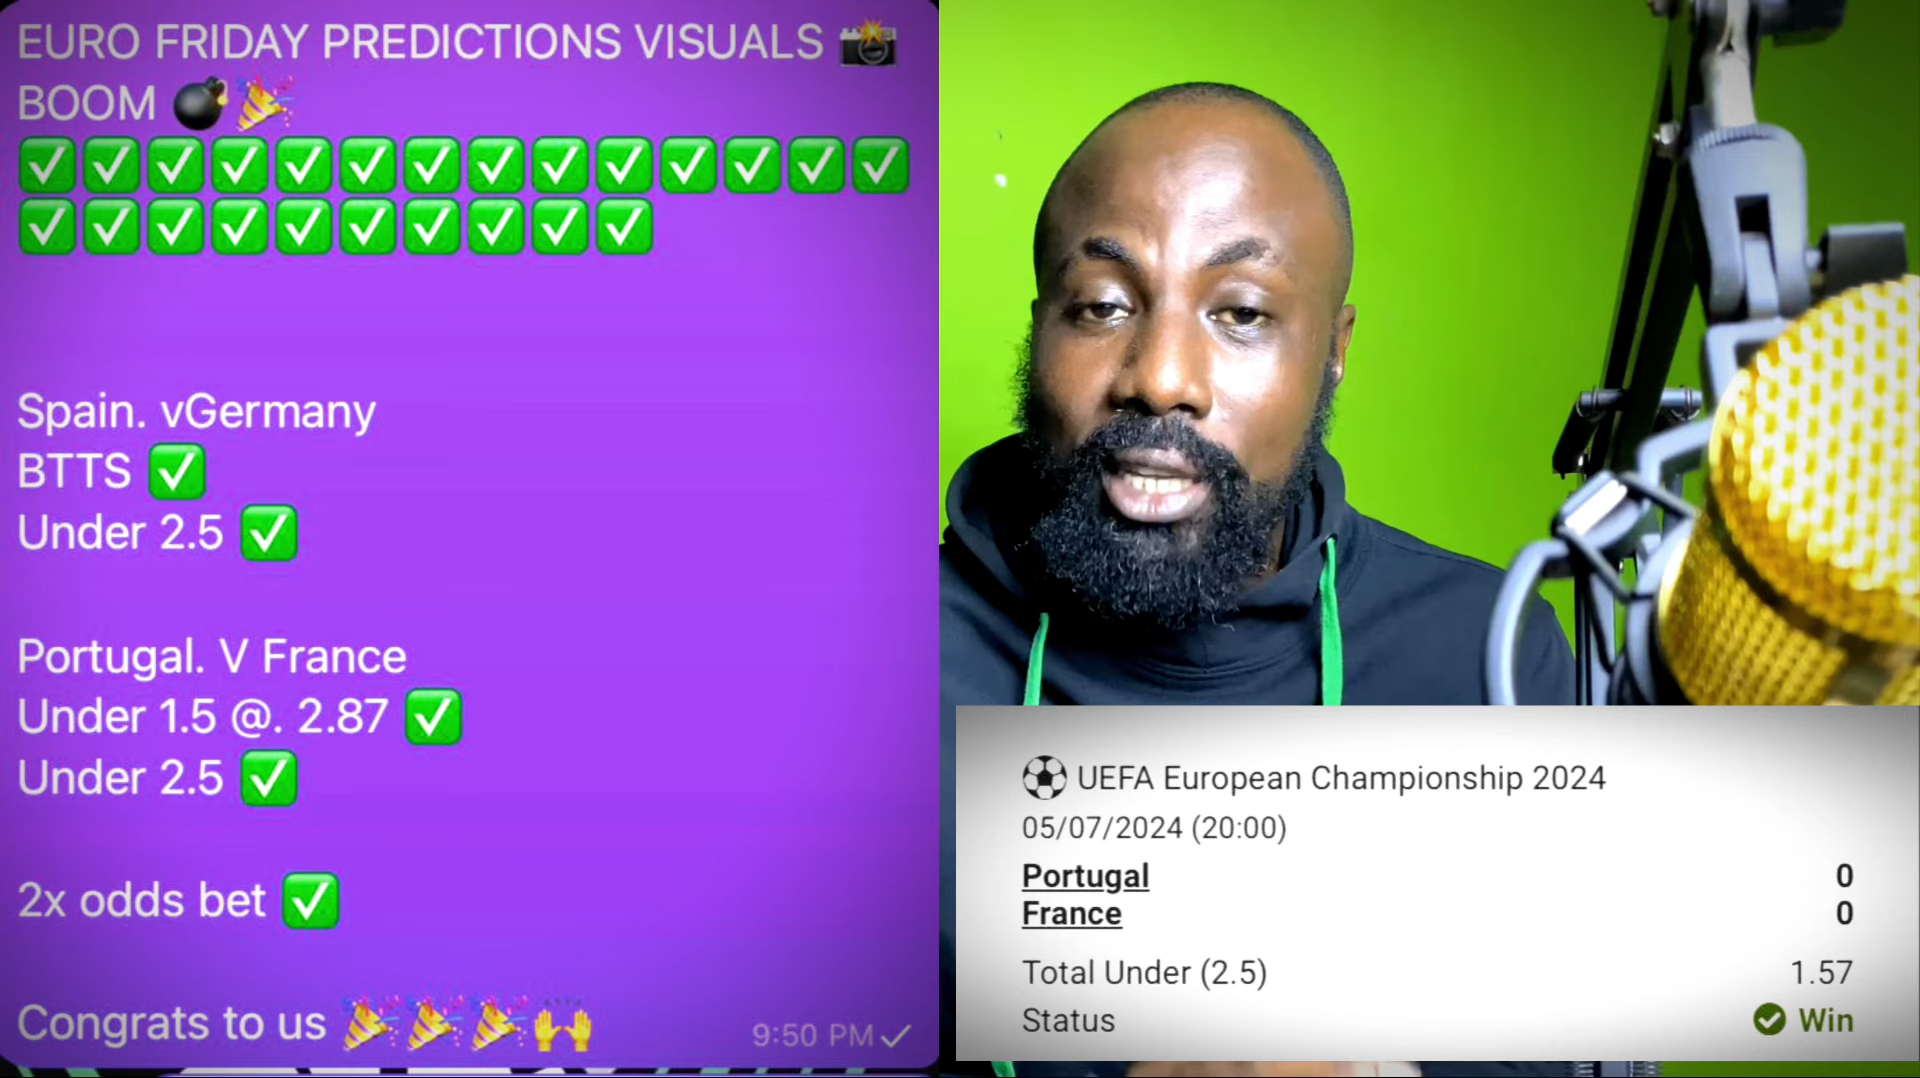 EURO FRIDAY PREDICTIONS VISUALS 📸
BOOM 💣🎉
✅✅✅✅✅✅✅✅✅✅✅✅✅✅
✅✅✅✅✅✅✅✅✅✅
Spain. vGermany
BTTS ✅
Under 2.5 ✅
Portugal. V France
Under 1.5 @. 2.87 ✅
Under 2.5 ✅
2x odds bet ✅
Congrats to us 🎉🎉🎉🙌
9:50 PM✓
⚽ UEFA European Championship 2024
05/07/2024 (20:00)
Portugal 0
France 0
Total Under (2.5) 1.57
Status Win